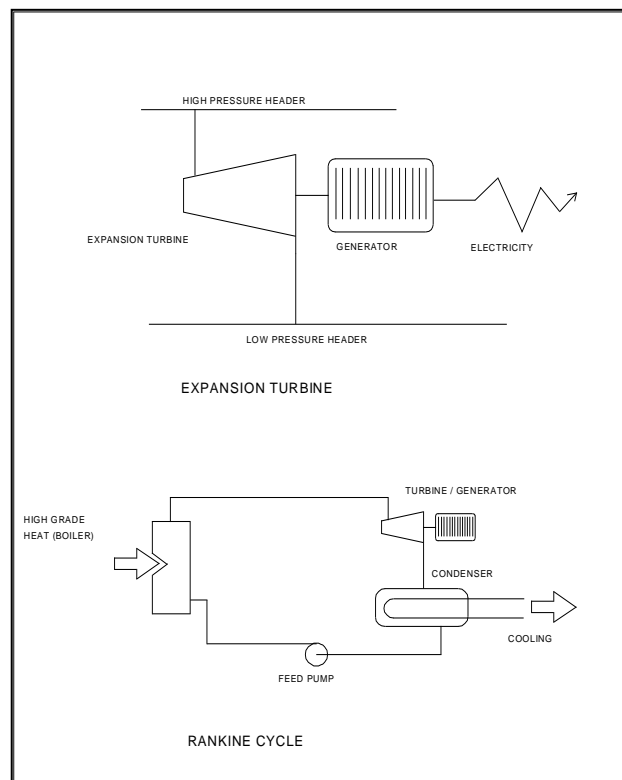 HIGH PRESSURE HEADER
EXPANSION TURBINE
GENERATOR
ELECTRICITY
LOW PRESSURE HEADER
EXPANSION TURBINE
TURBINE / GENERATOR
HIGH GRADE
HEAT (BOILER)
CONDENSER
COOLING
FEED PUMP
RANKINE CYCLE